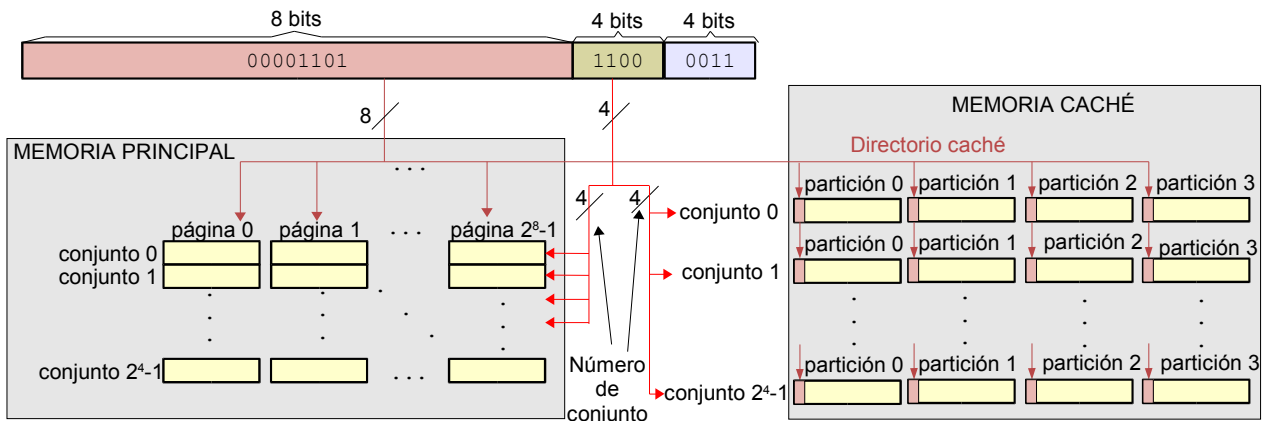 8 bits
4 bits
4 bits
00001101
1100
0011
8
4
MEMORIA CACHÉ
MEMORIA PRINCIPAL
Directorio caché
. . .
4
4
partición 0
partición 1
partición 2
partición 3
conjunto 0
página 0
página 1
. . .
página 2⁸-1
conjunto 0
conjunto 1
partición 0
partición 1
partición 2
partición 3
conjunto 1
Número
de
conjunto
conjunto 2⁴-1
. . .
partición 0
partición 1
partición 2
partición 3
conjunto 2⁴-1